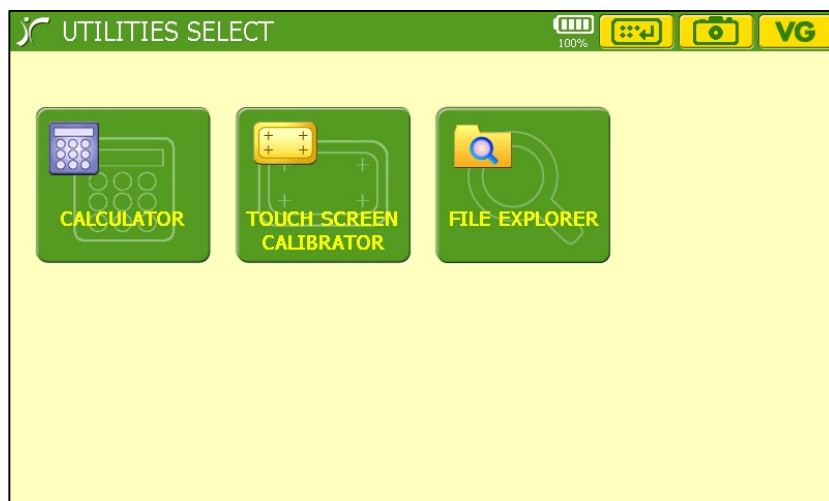 UTILITIES SELECT
100%
VG
CALCULATOR
TOUCH SCREEN
CALIBRATOR
FILE EXPLORER